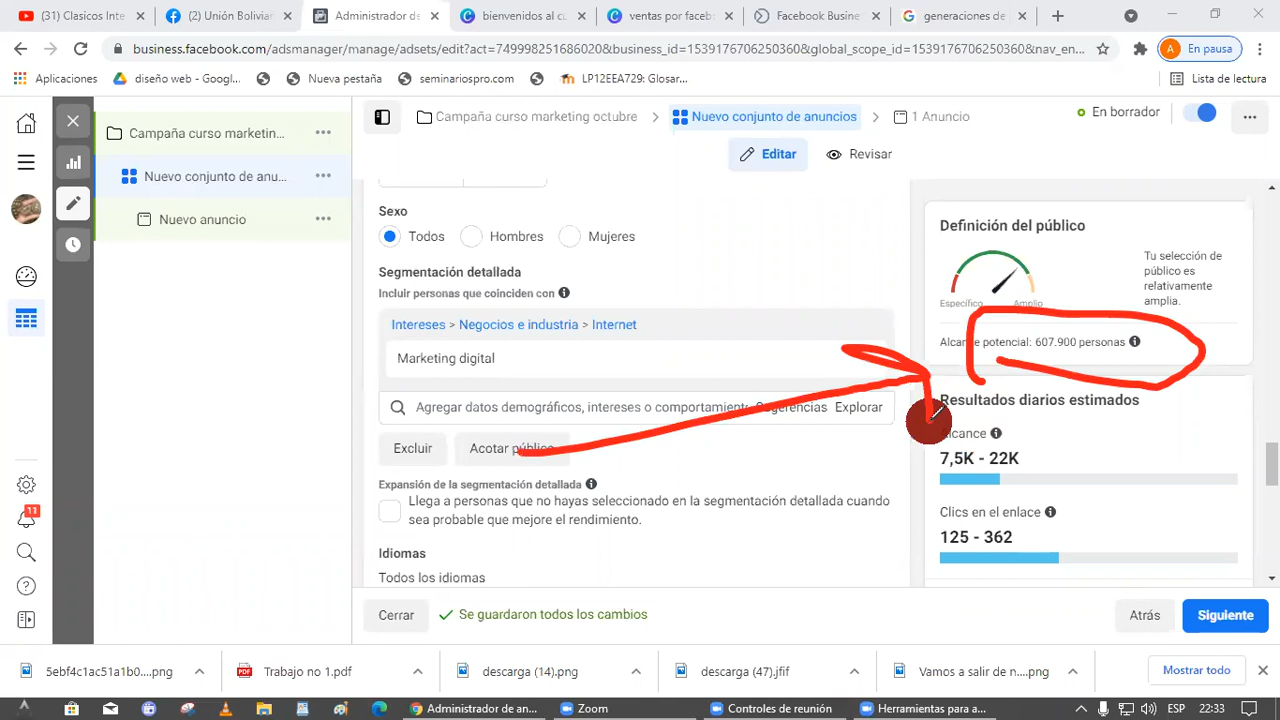 (31) Clasicos Inte
(2) Unión Bolivian
Administrador de
bienvenidos al cu
ventas por faceb
Facebook Busine
generaciones de
business.facebook.com/adsmanager/manage/adsets/edit?act=749998251686020&business_id=1539176706250360&global_scope_id=1539176706250360&nav_en...
A En pausa
Aplicaciones
diseño web - Googl...
Nueva pestaña
seminariospro.com
LP12EEA729: Glosar...
Lista de lectura
Campaña curso marketing octubre > Nuevo conjunto de anuncios > 1 Anuncio
En borrador
Campaña curso marketin...
Nuevo conjunto de anu...
Nuevo anuncio
11
Editar
Revisar
Sexo
Todos Hombres Mujeres
Segmentación detallada
Incluir personas que coinciden con
Intereses > Negocios e industria > Internet
Marketing digital
Agregar datos demográficos, intereses o comportamient Sugerencias Explorar
Excluir Acotar público
Expansión de la segmentación detallada
Llega a personas que no hayas seleccionado en la segmentación detallada cuando
sea probable que mejore el rendimiento.
Idiomas
Todos los idiomas
Definición del público
Específico Amplio
Tu selección de
público es
relativamente
amplia.
Alcance potencial: 607.900 personas
Resultados diarios estimados
Alcance
7,5K - 22K
Clics en el enlace
125 - 362
Cerrar
Se guardaron todos los cambios
Atrás
Siguiente
5ebf4c1ac51a1b0....png
Trabajo no 1.pdf
descarga (14).png
descarga (47).jfif
Vamos a salir de n....png
Mostrar todo
Administrador de an...
Zoom
Controles de reunión
Herramientas para a...
ESP
22:33